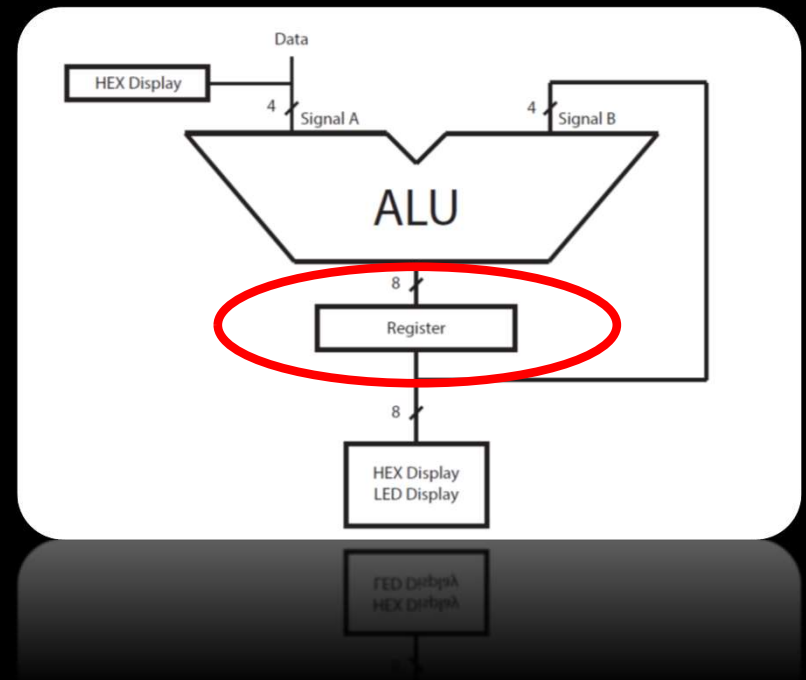 Data
HEX Display
4
Signal A
4
Signal B
ALU
8
Register
8
HEX Display
LED Display